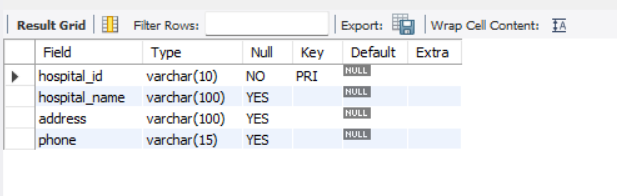 Result Grid Filter Rows: Export: Wrap Cell Content: IA
Field Type Null Key Default Extra
hospital_id varchar(10) NO PRI NULL
hospital_name varchar(100) YES NULL
address varchar(100) YES NULL
phone varchar(15) YES NULL